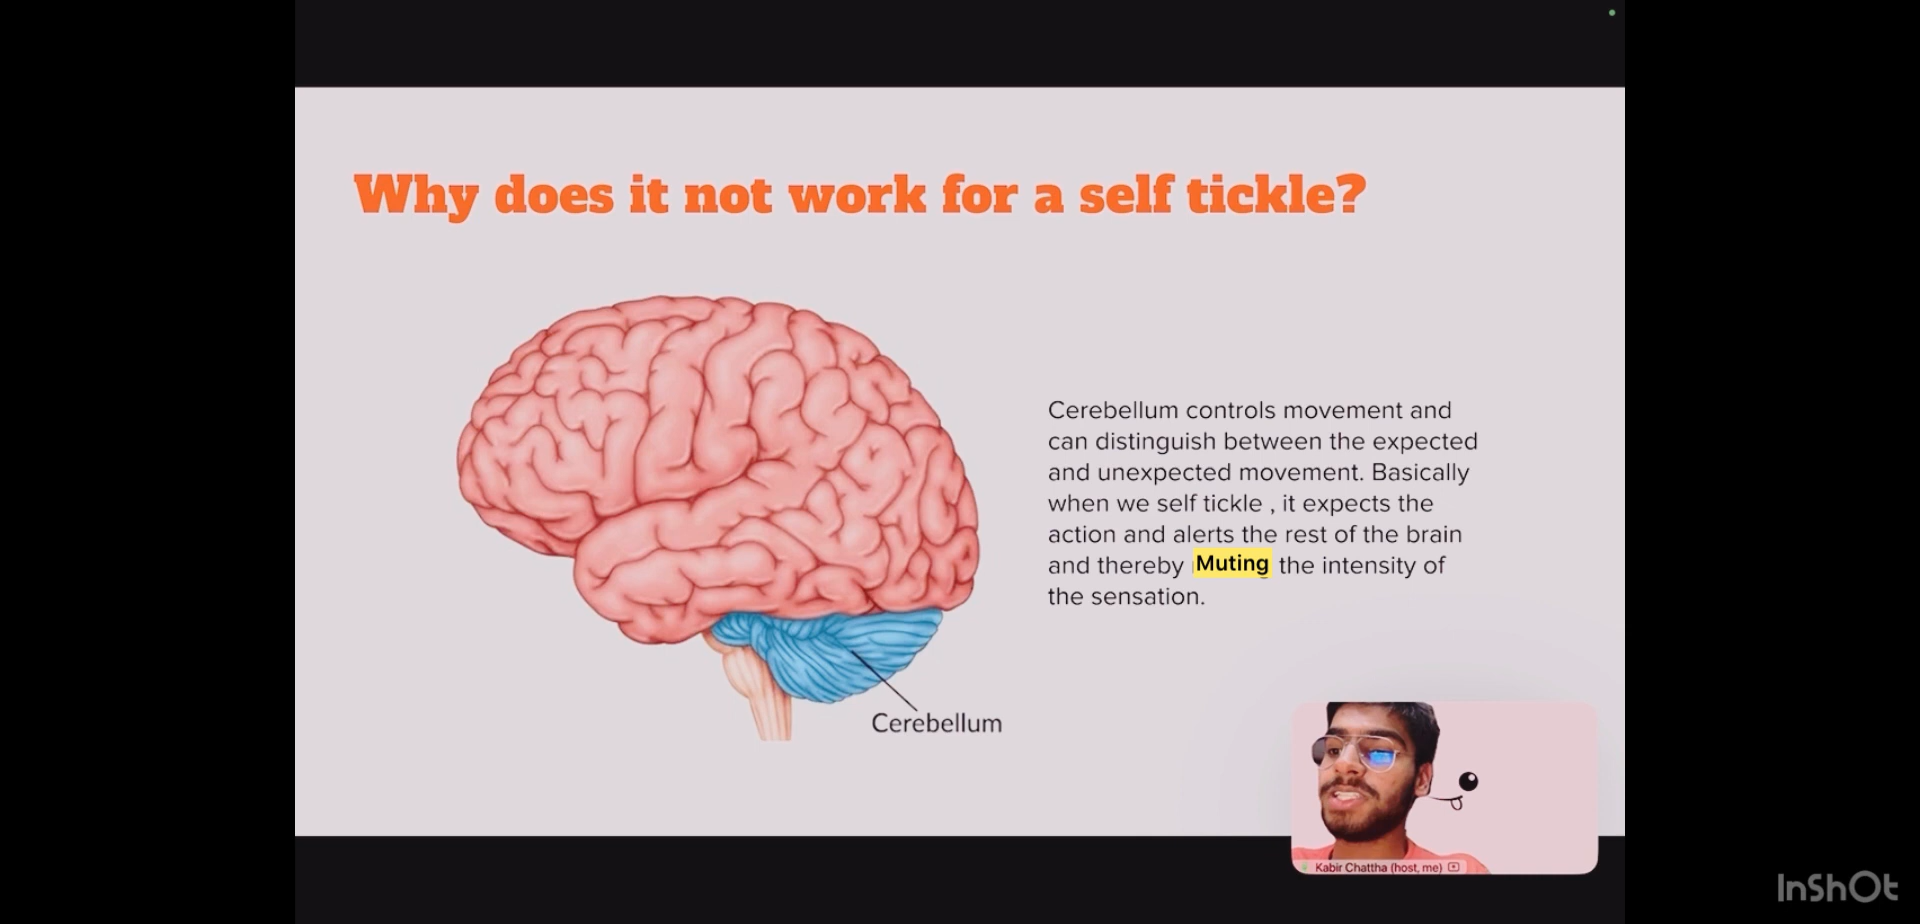 Why does it not work for a self tickle?
Cerebellum controls movement and
can distinguish between the expected
and unexpected movement. Basically
when we self tickle , it expects the
action and alerts the rest of the brain
and thereby Muting the intensity of
the sensation.
Cerebellum
Kabir Chattha (host, me)
InShOt